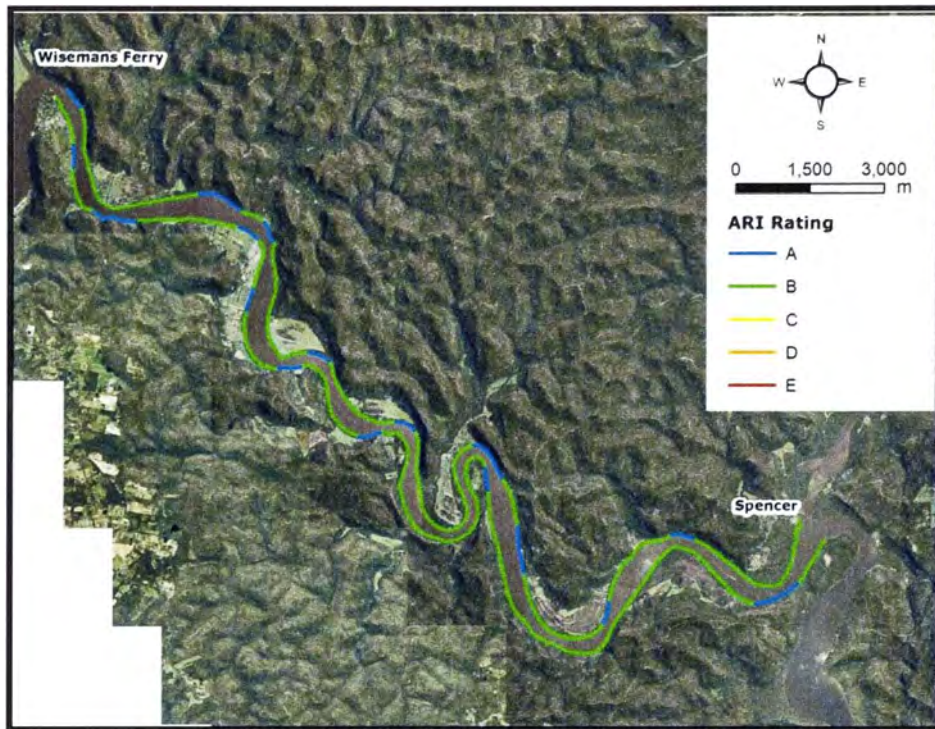 Wisemans Ferry
N
W E
S
0 1,500 3,000
m
ARI Rating
A
B
C
D
E
Spencer